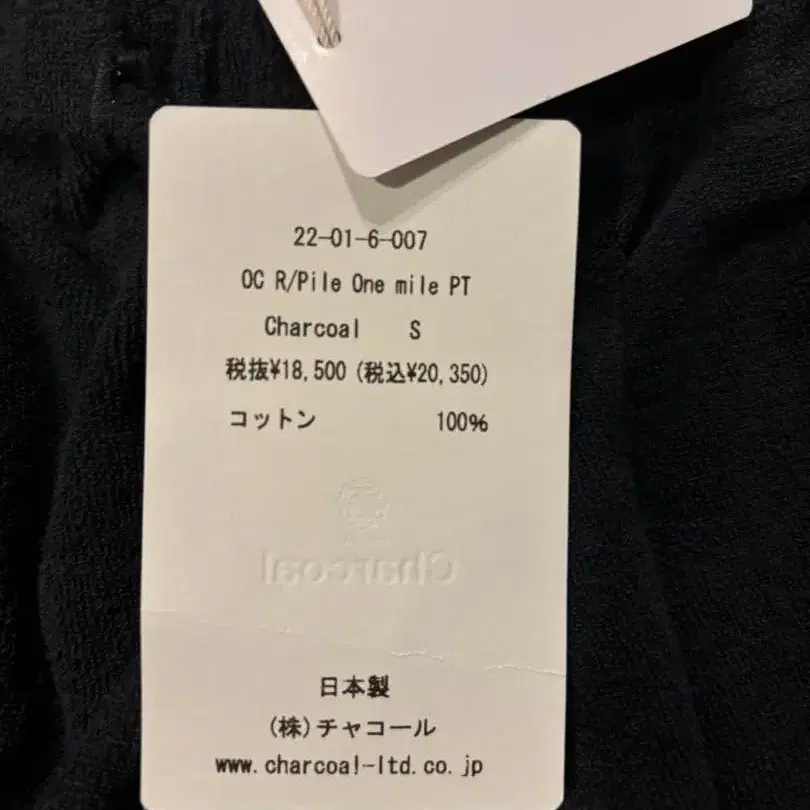 22-01-6-007
OC R/Pile One mile PT
Charcoal S
税抜¥18,500 (税込¥20,350)
コットン 100%
Charcoal
日本製
(株)チャコール
www.charcoal-ltd.co.jp